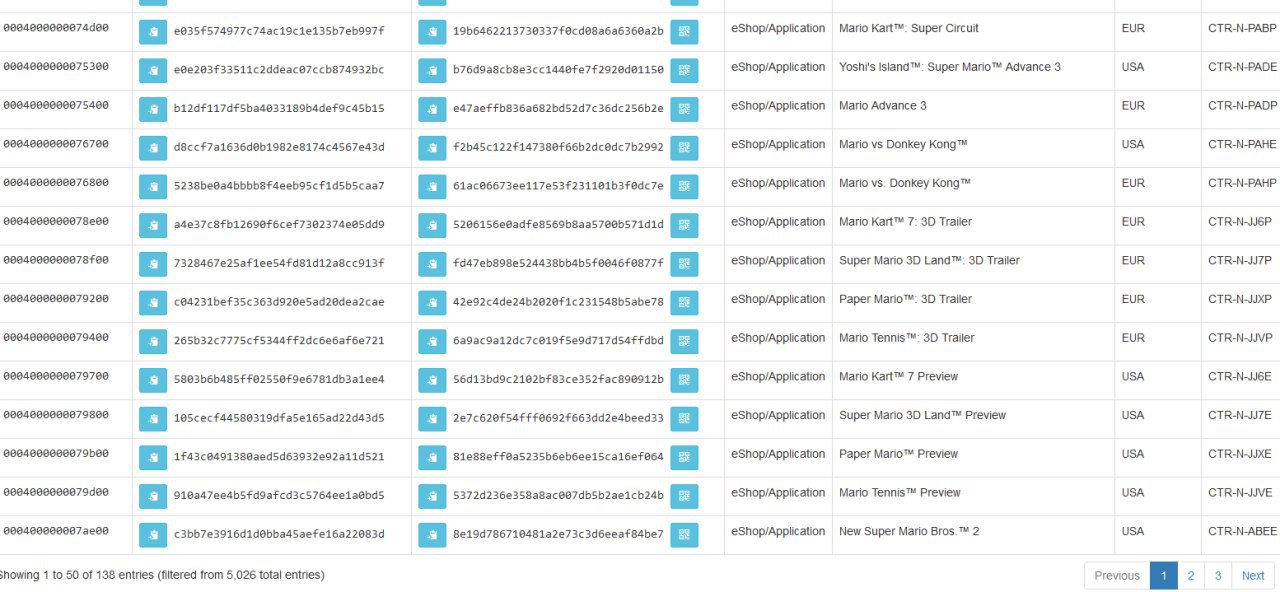 0004000000074d00 e035f574977c74ac19c1e135b7eb997f 19b6462213730337f0cd08a6a6360a2b eShop/Application Mario Kart™: Super Circuit EUR CTR-N-PABP
0004000000075300 e0e203f33511c2ddeac07ccb874932bc b76d9a8cb8e3cc1440fe7f2920d01150 eShop/Application Yoshi's Island™: Super Mario™ Advance 3 USA CTR-N-PADE
0004000000075400 b12df117df5ba4033189b4def9c45b15 e47aeffb836a682bd52d7c36dc256b2e eShop/Application Mario Advance 3 EUR CTR-N-PADP
0004000000076700 d8ccf7a1636d0b1982e8174c4567e43d f2b45c122f147380f66b2dc0dc7b2992 eShop/Application Mario vs Donkey Kong™ USA CTR-N-PAHE
0004000000076800 5238be0a4bbbb8f4eeb95cf1d5b5caa7 61ac06673ee117e53f231101b3f0dc7e eShop/Application Mario vs. Donkey Kong™ EUR CTR-N-PAHP
0004000000078e00 a4e37c8fb12690f6cef7302374e05dd9 5206156e0adfe8569b8aa5700b571d1d eShop/Application Mario Kart™ 7: 3D Trailer EUR CTR-N-JJ6P
0004000000078f00 7328467e25af1ee54fd81d12a8cc913f fd47eb898e524438bb4b5f0046f0877f eShop/Application Super Mario 3D Land™: 3D Trailer EUR CTR-N-JJ7P
0004000000079200 c04231bef35c363d920e5ad20dea2cae 42e92c4de24b2020f1c231548b5abe78 eShop/Application Paper Mario™: 3D Trailer EUR CTR-N-JJXP
0004000000079400 265b32c7775cf5344ff2dc6e6af6e721 6a9ac9a12dc7c019f5e9d717d54ffdbd eShop/Application Mario Tennis™: 3D Trailer EUR CTR-N-JJVP
0004000000079700 5803b6b485ff02550f9e6781db3a1ee4 56d13bd9c2102bf83ce352fac890912b eShop/Application Mario Kart™ 7 Preview USA CTR-N-JJ6E
0004000000079800 105cecf44580319dfa5e165ad22d43d5 2e7c620f54fff0692f663dd2e4beed33 eShop/Application Super Mario 3D Land™ Preview USA CTR-N-JJ7E
0004000000079b00 1f43c0491380aed5d63932e92a11d521 81e88eff0a5235b6eb6ee15ca16ef064 eShop/Application Paper Mario™ Preview USA CTR-N-JJXE
0004000000079d00 910a47ee4b5fd9afcd3c5764ee1a0bd5 5372d236e358a8ac007db5b2ae1cb24b eShop/Application Mario Tennis™ Preview USA CTR-N-JJVE
000400000007ae00 c3bb7e3916d1d0bba45aefe16a22083d 8e19d786710481a2e73c3d6eeaf84be7 eShop/Application New Super Mario Bros.™ 2 USA CTR-N-ABEE
Showing 1 to 50 of 138 entries (filtered from 5,026 total entries) Previous 1 2 3 Next